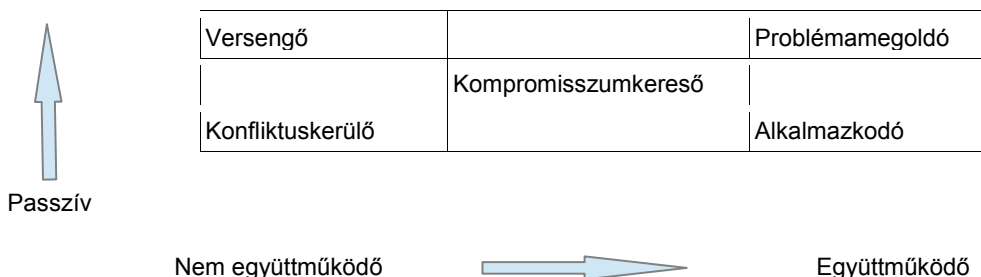 Versengő Problémamegoldó
Kompromisszumkereső
Konfliktuskerülő Alkalmazkodó
Passzív
Nem együttműködő Együttműködő